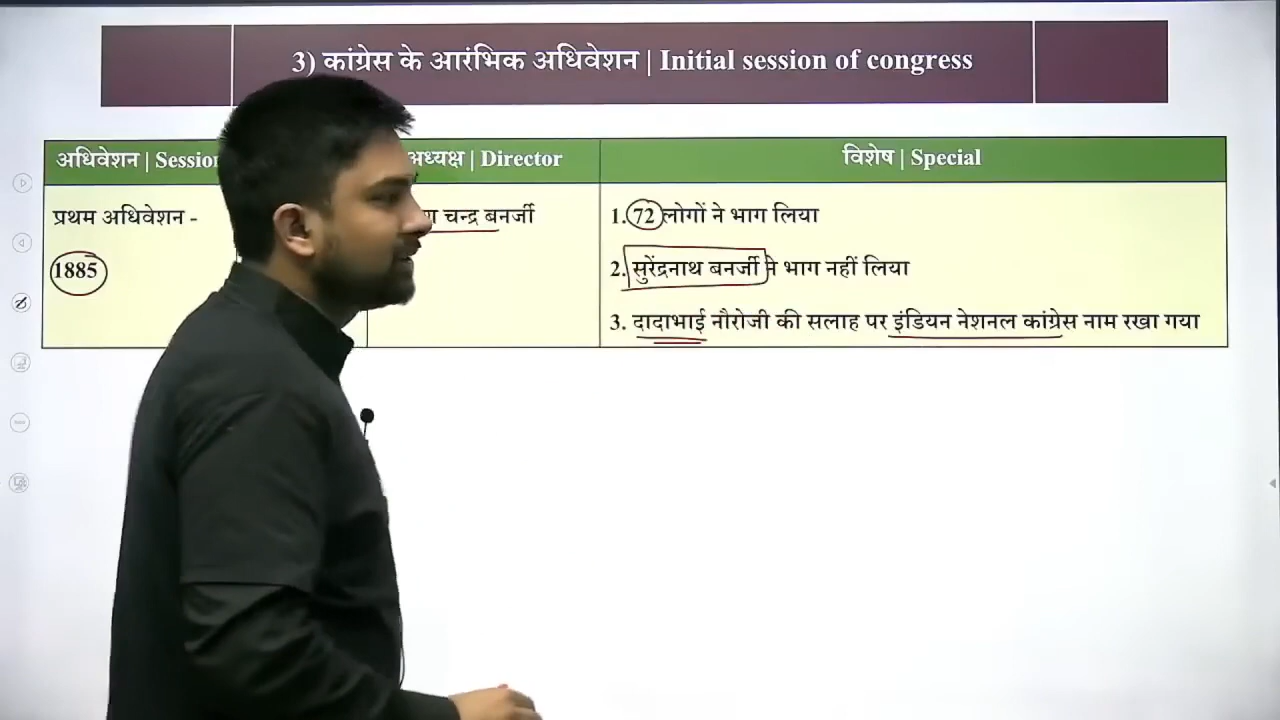 3) कांग्रेस के आरंभिक अधिवेशन | Initial session of congress
अधिवेशन | Session अध्यक्ष | Director विशेष | Special
प्रथम अधिवेशन - चन्द्र बनर्जी 1. 72 लोगों ने भाग लिया
1885 2. सुरेंद्रनाथ बनर्जी ने भाग नहीं लिया
3. दादाभाई नौरोजी की सलाह पर इंडियन नेशनल कांग्रेस नाम रखा गया